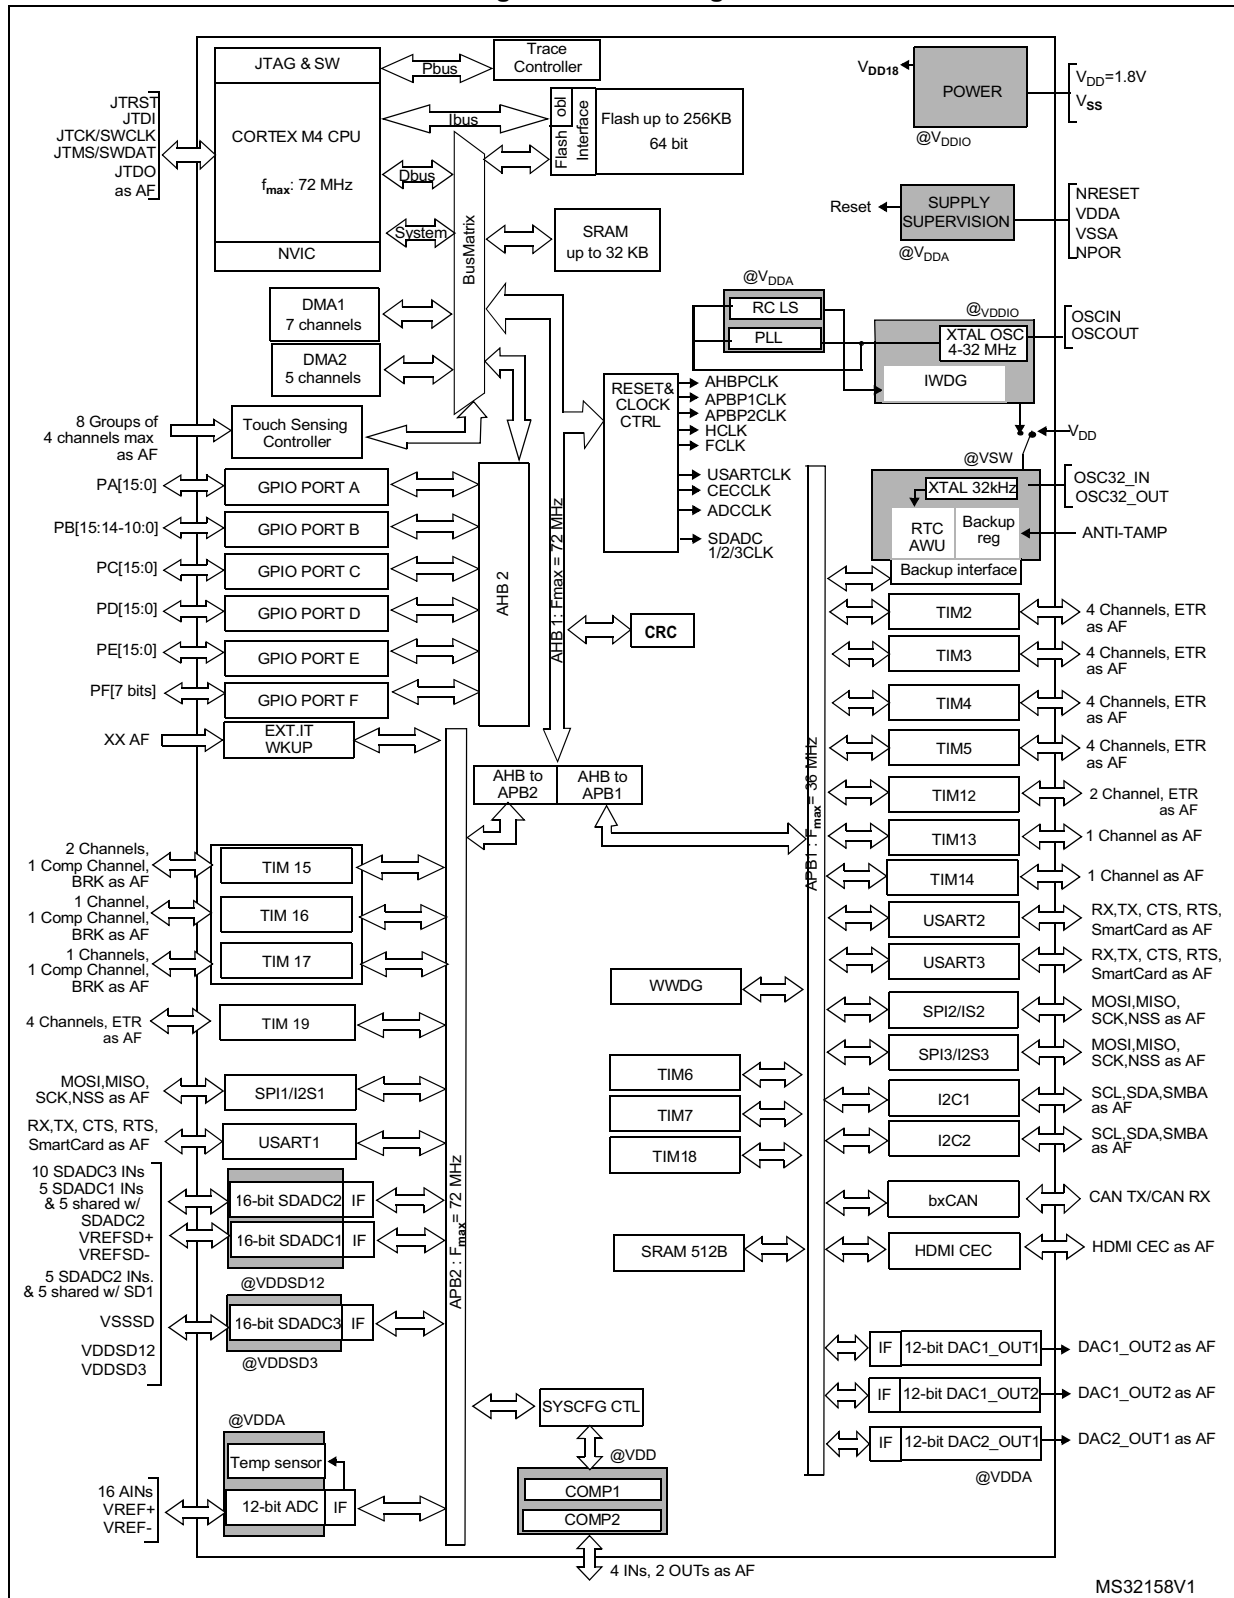 JTAG & SW
Pbus
Trace
Controller
JTRST
JTDI
JTCK/SWCLK
JTMS/SWDAT
JTDO
as AF
CORTEX M4 CPU
fmax: 72 MHz
NVIC
Ibus
Dbus
System
BusMatrix
Flash obl
Interface
Flash up to 256KB
64 bit
SRAM
up to 32 KB
VDD18
POWER
VDD=1.8V
VSS
@VDDIO
Reset
SUPPLY
SUPERVISION
NRESET
VDDA
VSSA
NPOR
@VDDA
DMA1
7 channels
DMA2
5 channels
8 Groups of
4 channels max
as AF
Touch Sensing
Controller
@VDDA
RC LS
PLL
@VDDIO
XTAL OSC
4-32 MHz
IWDG
OSCIN
OSCOUT
RESET&
CLOCK
CTRL
AHBPCLK
APBP1CLK
APBP2CLK
HCLK
FCLK
USARTCLK
CECCLK
ADCCLK
SDADC
1/2/3CLK
VDD
@VSW
XTAL 32kHz
OSC32_IN
OSC32_OUT
RTC
AWU
Backup
reg
ANTI-TAMP
Backup interface
PA[15:0]
GPIO PORT A
PB[15:14-10:0]
GPIO PORT B
PC[15:0]
GPIO PORT C
PD[15:0]
GPIO PORT D
PE[15:0]
GPIO PORT E
PF[7 bits]
GPIO PORT F
AHB 2
AHB 1: Fmax = 72 MHz
CRC
XX AF
EXT.IT
WKUP
AHB to
APB2
AHB to
APB1
2 Channels,
1 Comp Channel,
BRK as AF
TIM 15
1 Channel,
1 Comp Channel,
BRK as AF
TIM 16
1 Channels,
1 Comp Channel,
BRK as AF
TIM 17
4 Channels, ETR
as AF
TIM 19
MOSI,MISO,
SCK,NSS as AF
SPI1/I2S1
RX,TX, CTS, RTS,
SmartCard as AF
USART1
10 SDADC3 INs
5 SDADC1 INs
& 5 shared w/
SDADC2
VREFSD+
VREFSD-
5 SDADC2 INs.
& 5 shared w/ SD1
VSSSD
VDDSD12
VDDSD3
16-bit SDADC2 IF
16-bit SDADC1 IF
@VDDSD12
16-bit SDADC3 IF
@VDDSD3
@VDDA
Temp sensor
16 AINs
VREF+
VREF-
12-bit ADC IF
APB2 : Fmax= 72 MHz
SYSCFG CTL
@VDD
COMP1
COMP2
4 INs, 2 OUTs as AF
WWDG
TIM6
TIM7
TIM18
SRAM 512B
APB1 : Fmax= 36 MHz
TIM2
4 Channels, ETR
as AF
TIM3
4 Channels, ETR
as AF
TIM4
4 Channels, ETR
as AF
TIM5
4 Channels, ETR
as AF
TIM12
2 Channel, ETR
as AF
TIM13
1 Channel as AF
TIM14
1 Channel as AF
USART2
RX,TX, CTS, RTS,
SmartCard as AF
USART3
RX,TX, CTS, RTS,
SmartCard as AF
SPI2/IS2
MOSI,MISO,
SCK,NSS as AF
SPI3/I2S3
MOSI,MISO,
SCK,NSS as AF
I2C1
SCL,SDA,SMBA
as AF
I2C2
SCL,SDA,SMBA
as AF
bxCAN
CAN TX/CAN RX
HDMI CEC
HDMI CEC as AF
IF 12-bit DAC1_OUT1
DAC1_OUT2 as AF
IF 12-bit DAC1_OUT2
DAC1_OUT2 as AF
IF 12-bit DAC2_OUT1
DAC2_OUT1 as AF
@VDDA
MS32158V1